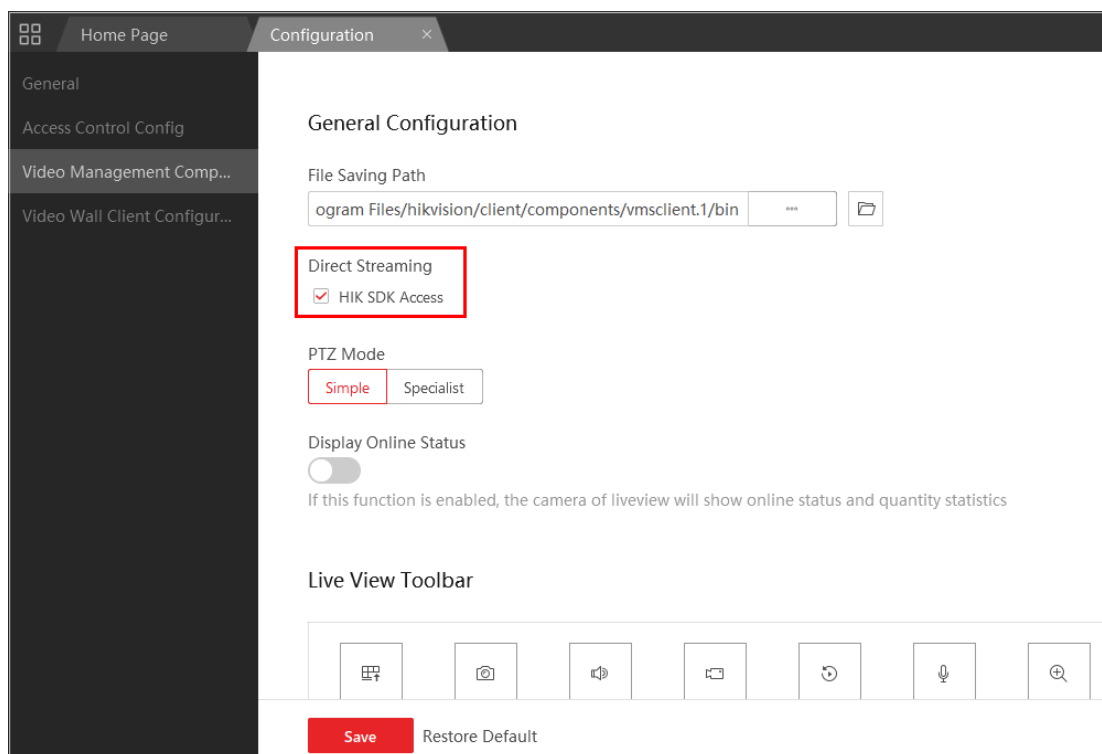 Home Page
Configuration
General
Access Control Config
Video Management Comp...
Video Wall Client Configur...
General Configuration
File Saving Path
ogram Files/hikvision/client/components/vmsclient.1/bin
Direct Streaming
HIK SDK Access
PTZ Mode
Simple Specialist
Display Online Status
If this function is enabled, the camera of liveview will show online status and quantity statistics
Live View Toolbar
Save Restore Default